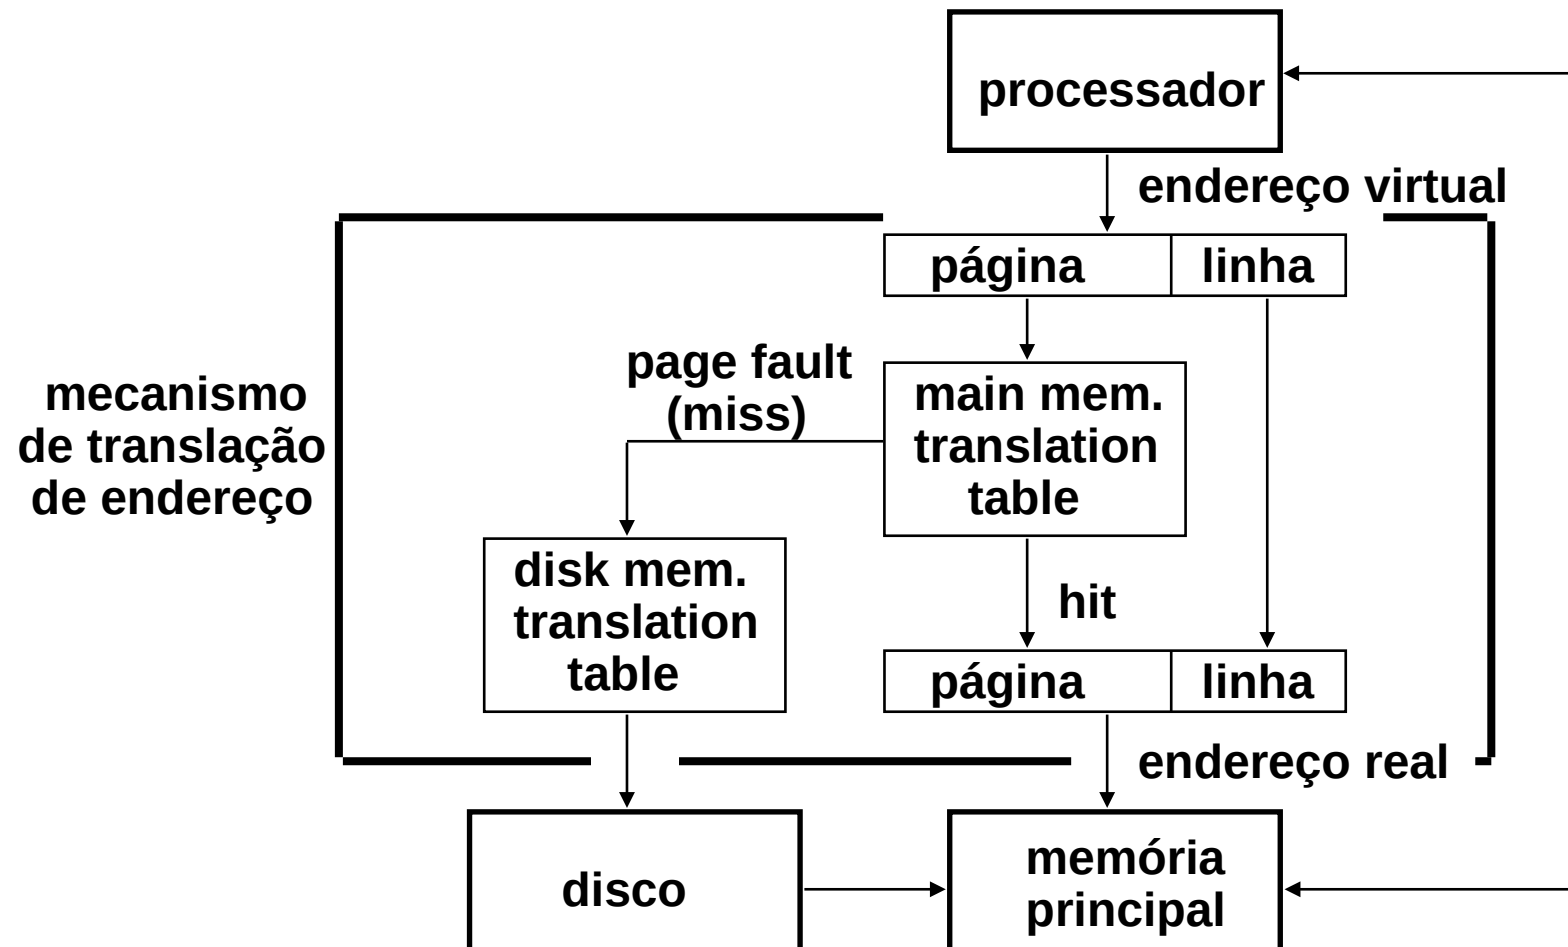 processador
endereço virtual
página linha
page fault
(miss)
main mem.
translation
table
mecanismo
de translação
de endereço
disk mem.
translation
table
hit
página linha
endereço real
disco
memória
principal